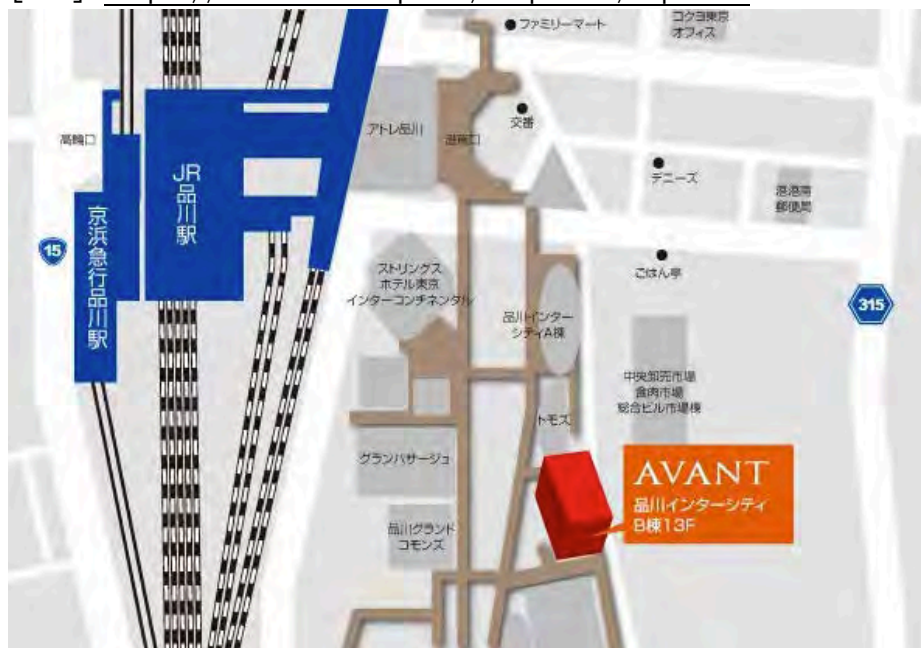 ファミリーマート
コクヨ東京
オフィス
アトレ品川
港南口
交番
高輪口
JR品川駅
デニーズ
港港南
郵便局
京浜急行品川駅
15
ストリングス
ホテル東京
インターコンチネンタル
ごはん亭
315
品川インター
シティA棟
中央卸売市場
食肉市場
総合ビル市場棟
トモズ
グランパサージュ
AVANT
品川インターシティ
B棟13F
品川グランド
コモンズ